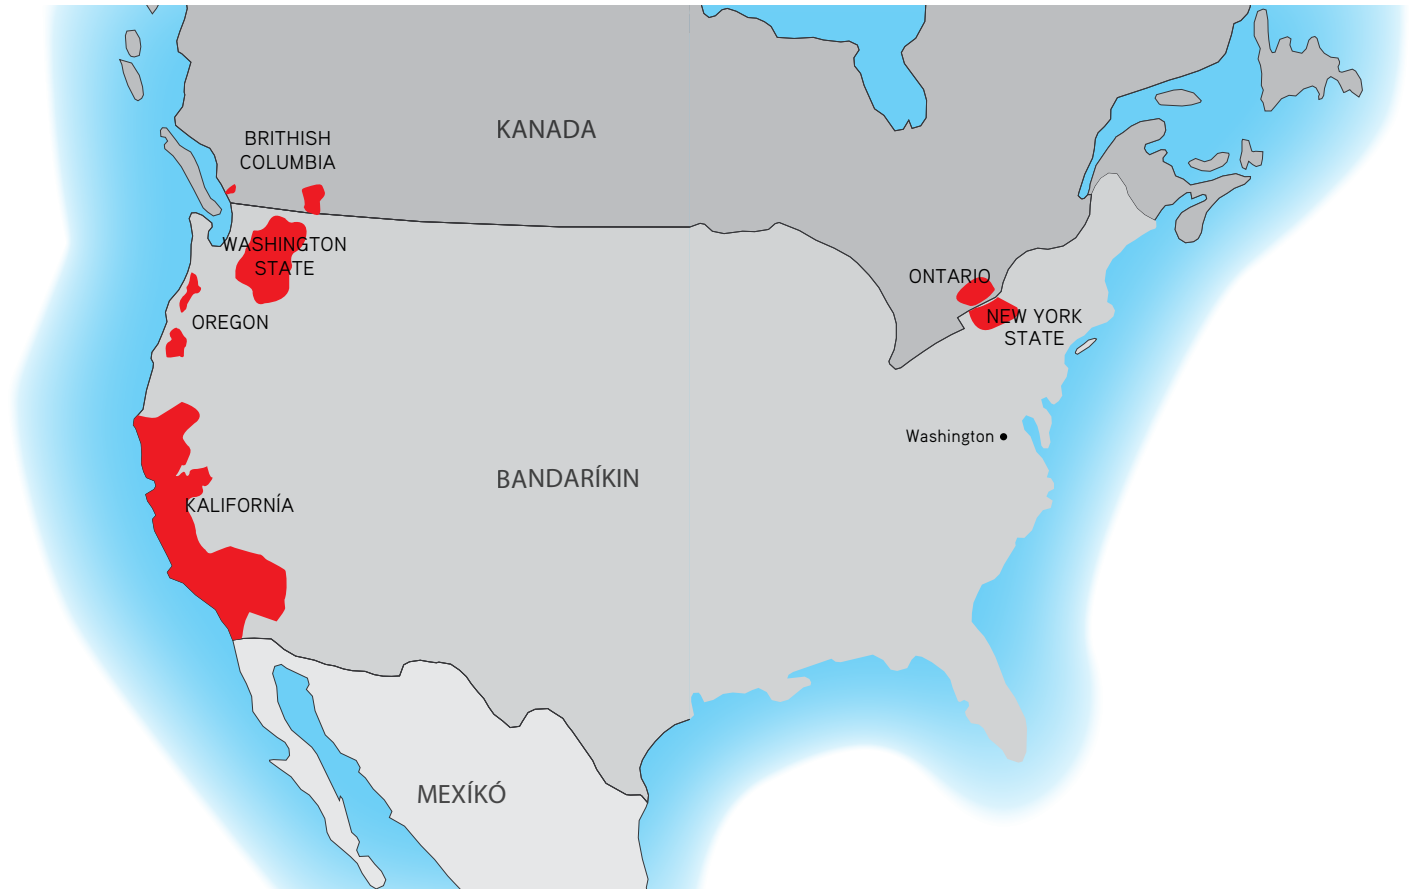 KANADA
BRITHISH
COLUMBIA
WASHINGTON
STATE
ONTARIO
OREGON
NEW YORK
STATE
Washington
BANDARÍKIN
KALIFORNÍA
MEXÍKÓ